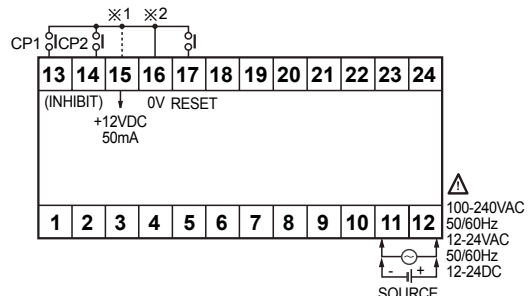 ※1 ※2
CP1 CP2
13 14 15 16 17 18 19 20 21 22 23 24
(INHIBIT) 0V RESET
+12VDC
50mA
1 2 3 4 5 6 7 8 9 10 11 12
100-240VAC
50/60Hz
12-24VAC
50/60Hz
12-24DC
- +
SOURCE